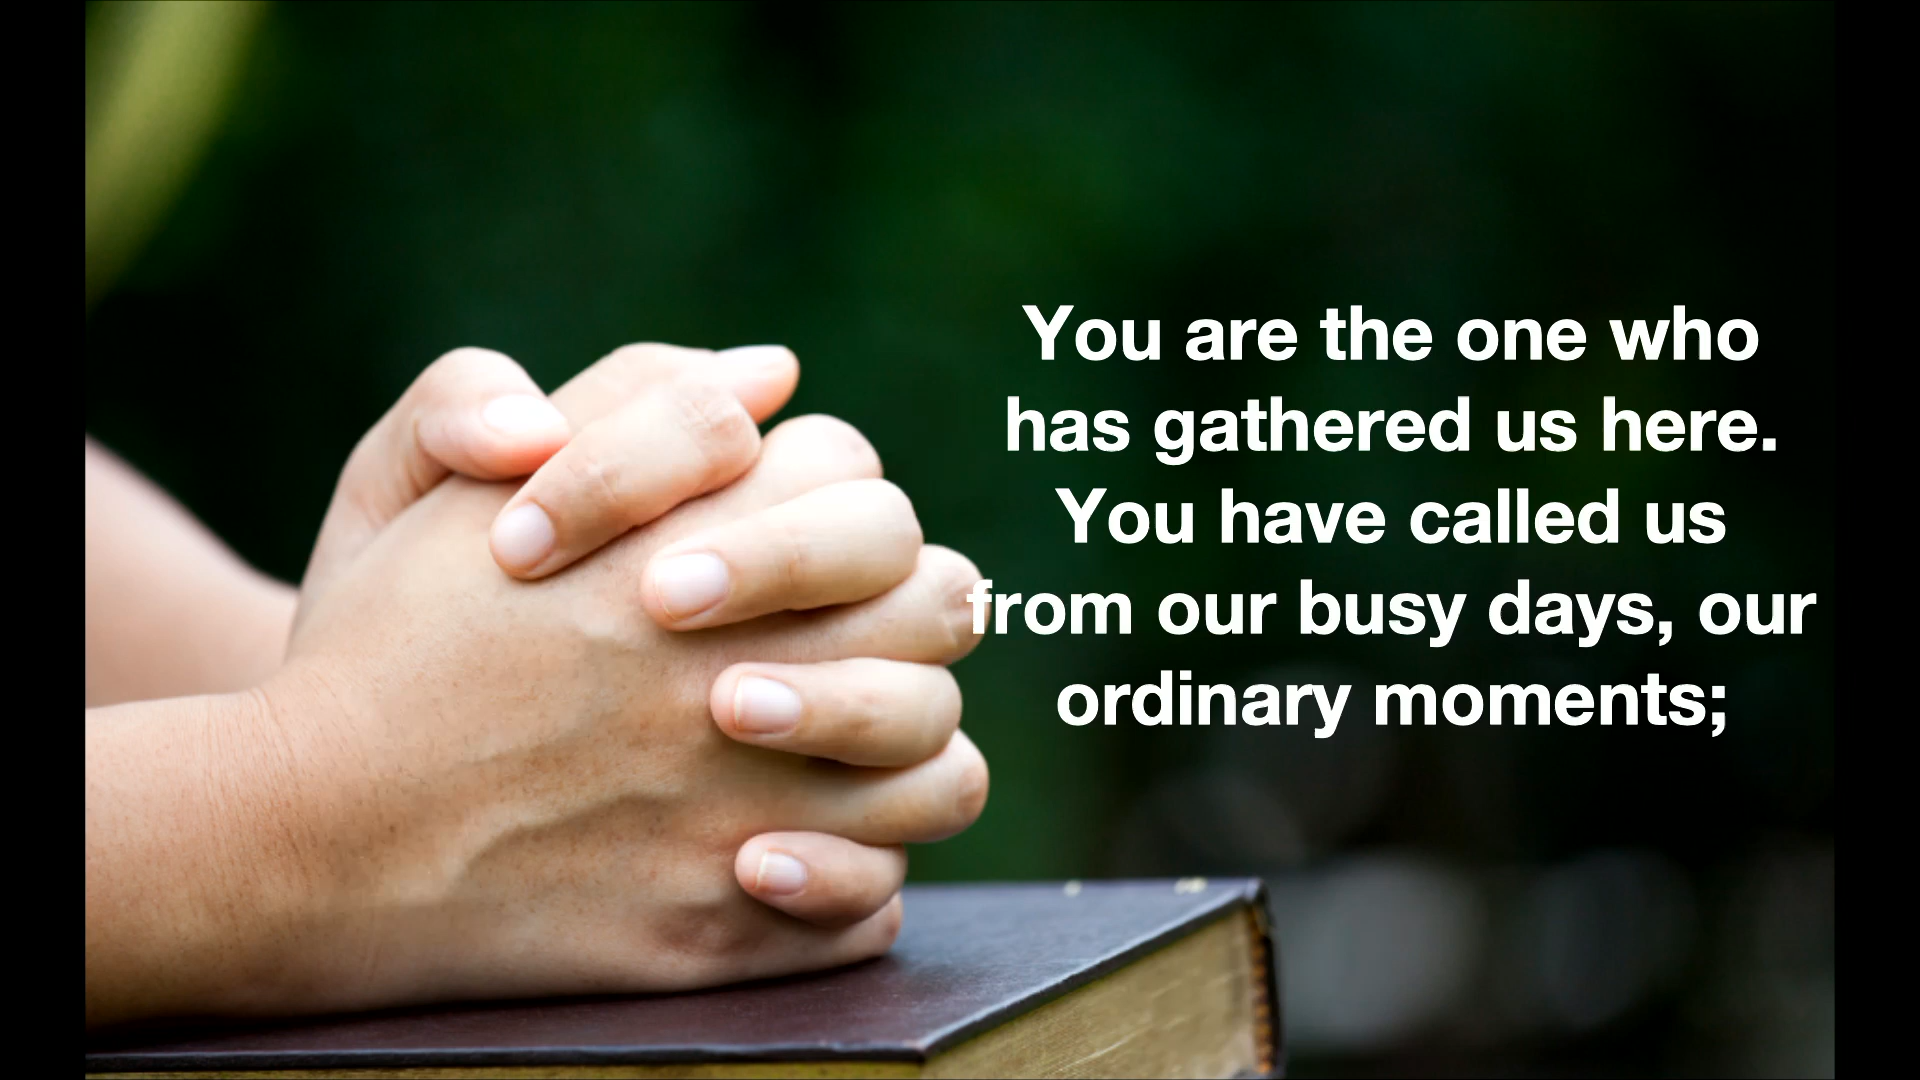 You are the one who
has gathered us here.
You have called us
from our busy days, our
ordinary moments;